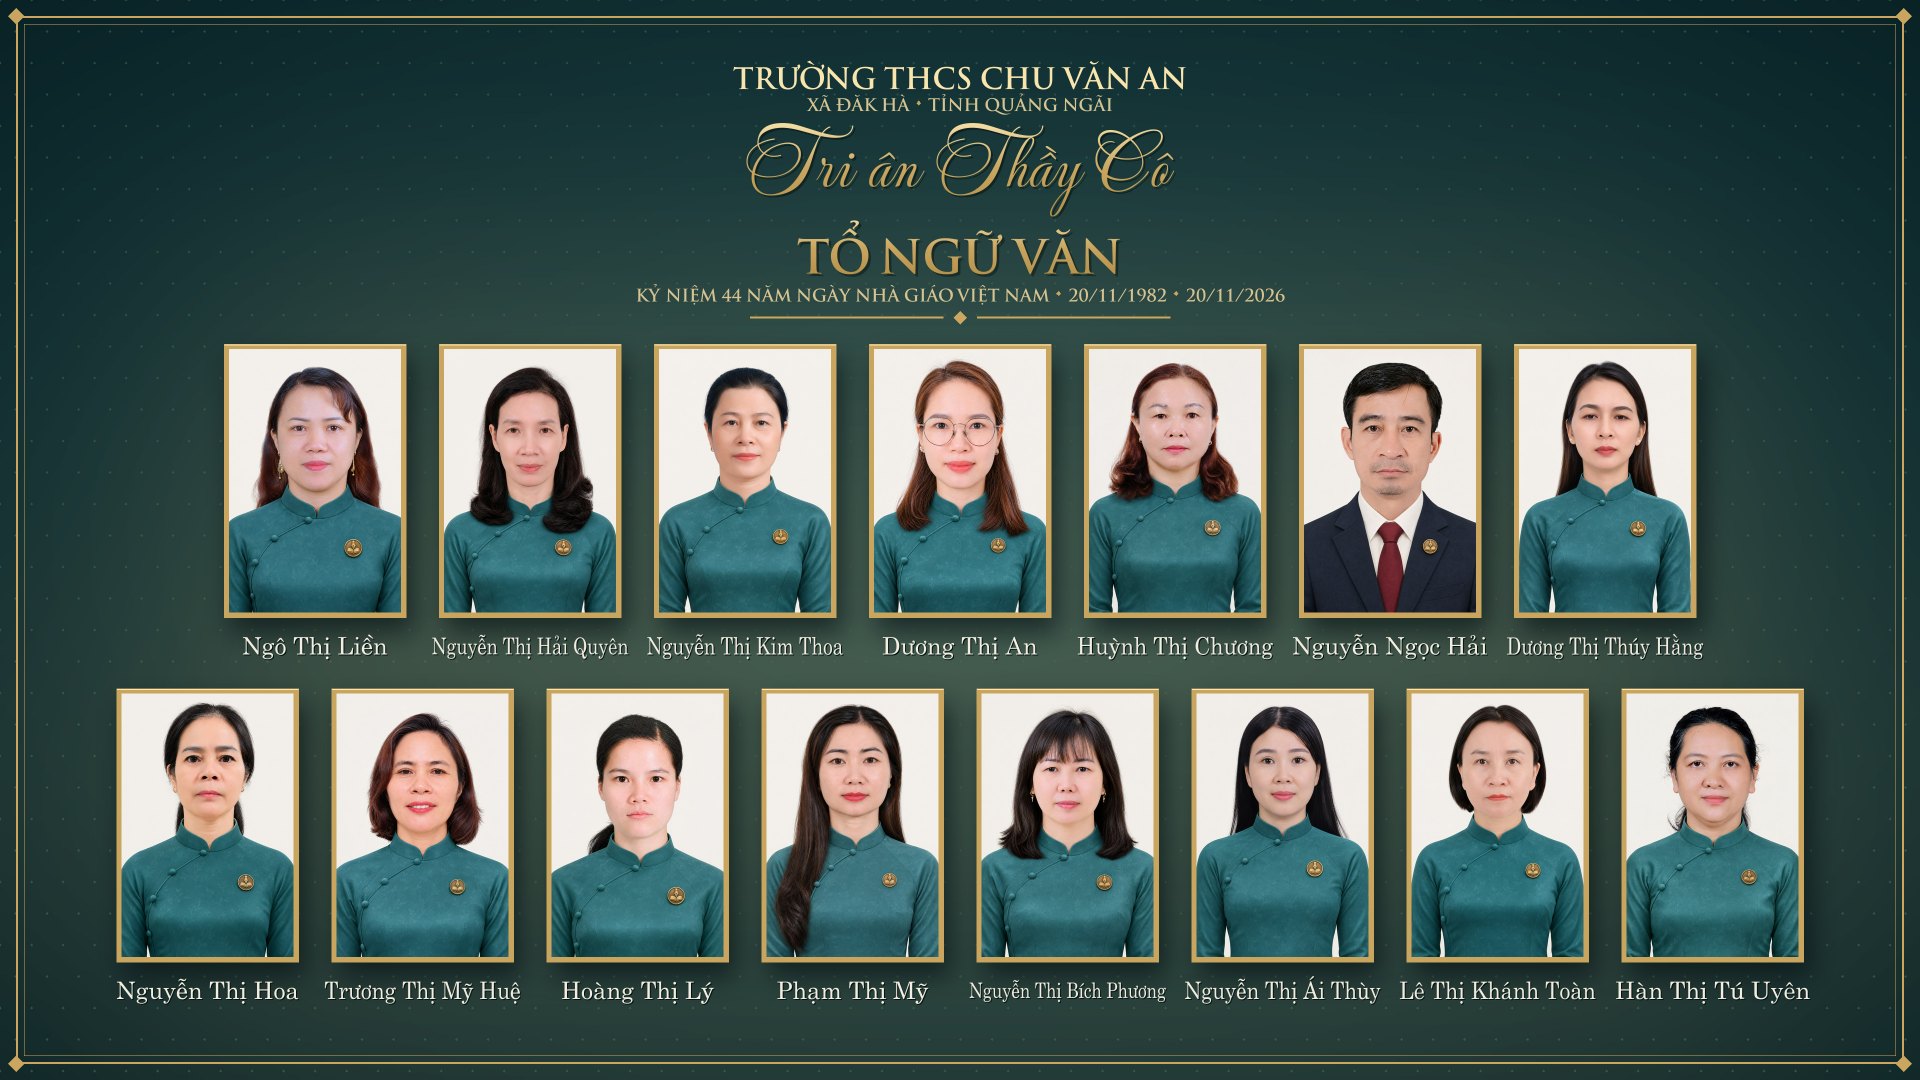 TRƯỜNG THCS CHU VĂN AN
XÃ ĐĂK HÀ • TỈNH QUẢNG NGÃI
Tri ân Thầy Cô
TỔ NGỮ VĂN
KỶ NIỆM 44 NĂM NGÀY NHÀ GIÁO VIỆT NAM • 20/11/1982 • 20/11/2026
Ngô Thị Liền
Nguyễn Thị Hải Quyên
Nguyễn Thị Kim Thoa
Dương Thị An
Huỳnh Thị Chương
Nguyễn Ngọc Hải
Dương Thị Thúy Hằng
Nguyễn Thị Hoa
Trương Thị Mỹ Huệ
Hoàng Thị Lý
Phạm Thị Mỹ
Nguyễn Thị Bích Phương
Nguyễn Thị Ái Thùy
Lê Thị Khánh Toàn
Hàn Thị Tú Uyên